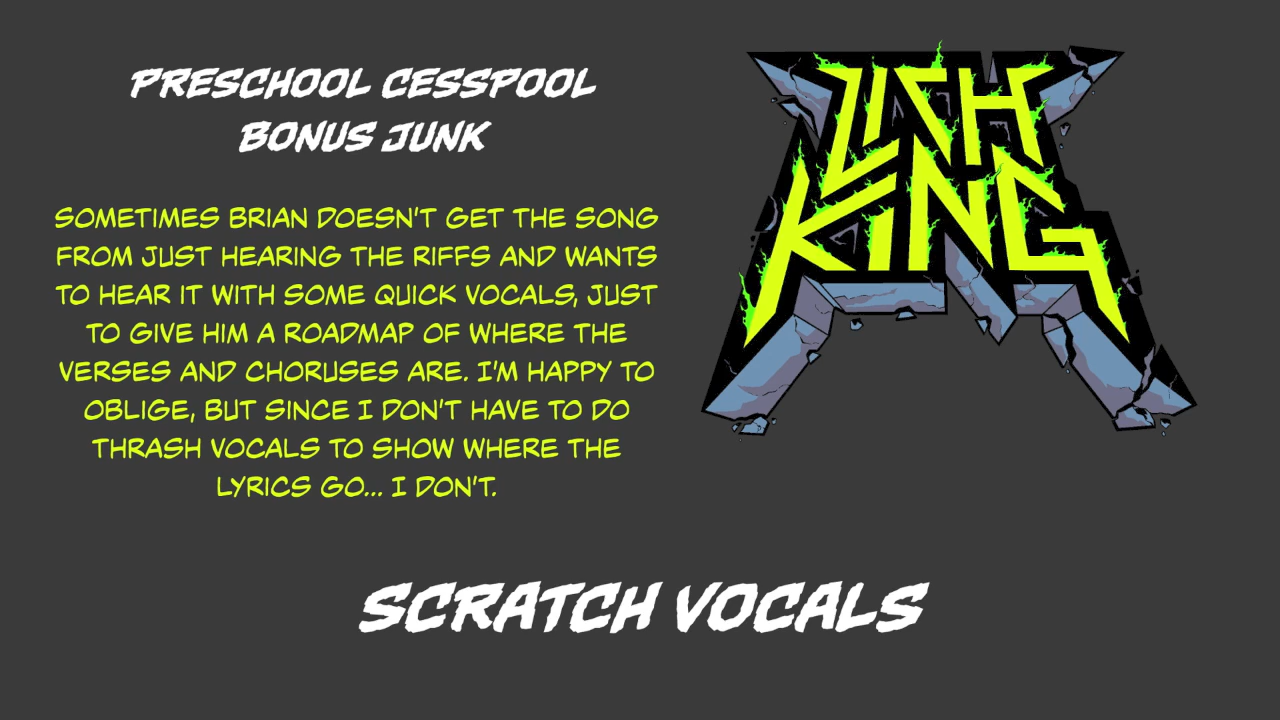 PRESCHOOL CESSPOOL
BONUS JUNK
SOMETIMES BRIAN DOESN'T GET THE SONG
FROM JUST HEARING THE RIFFS AND WANTS
TO HEAR IT WITH SOME QUICK VOCALS, JUST
TO GIVE HIM A ROADMAP OF WHERE THE
VERSES AND CHORUSES ARE. I'M HAPPY TO
OBLIGE, BUT SINCE I DON'T HAVE TO DO
THRASH VOCALS TO SHOW WHERE THE
LYRICS GO... I DON'T.
LICH
KING
SCRATCH VOCALS